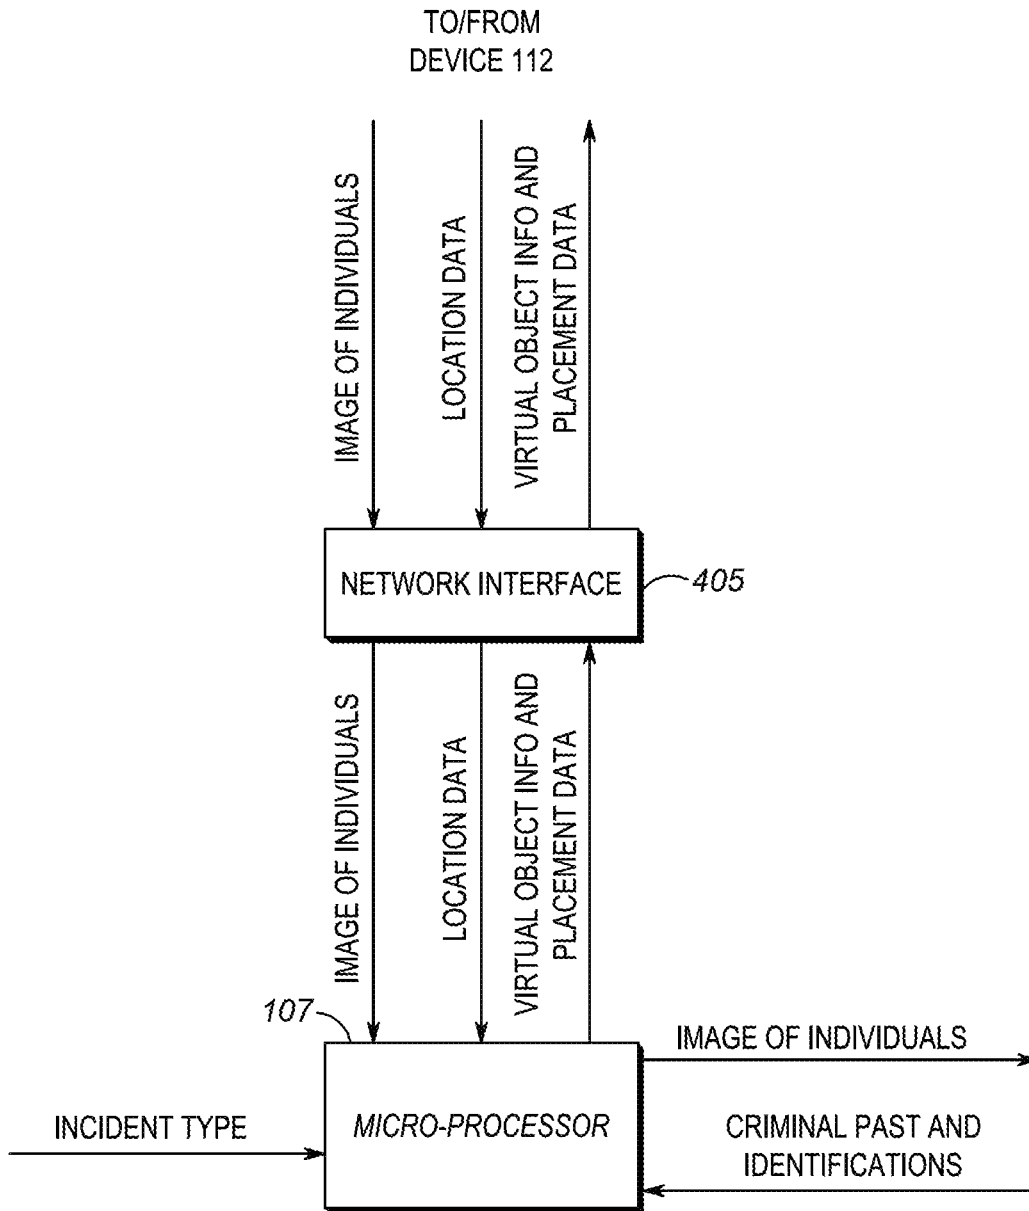 TO/FROM
DEVICE 112
IMAGE OF INDIVIDUALS
LOCATION DATA
VIRTUAL OBJECT INFO AND
PLACEMENT DATA
NETWORK INTERFACE
405
IMAGE OF INDIVIDUALS
LOCATION DATA
VIRTUAL OBJECT INFO AND
PLACEMENT DATA
107
IMAGE OF INDIVIDUALS
INCIDENT TYPE
MICRO-PROCESSOR
CRIMINAL PAST AND
IDENTIFICATIONS